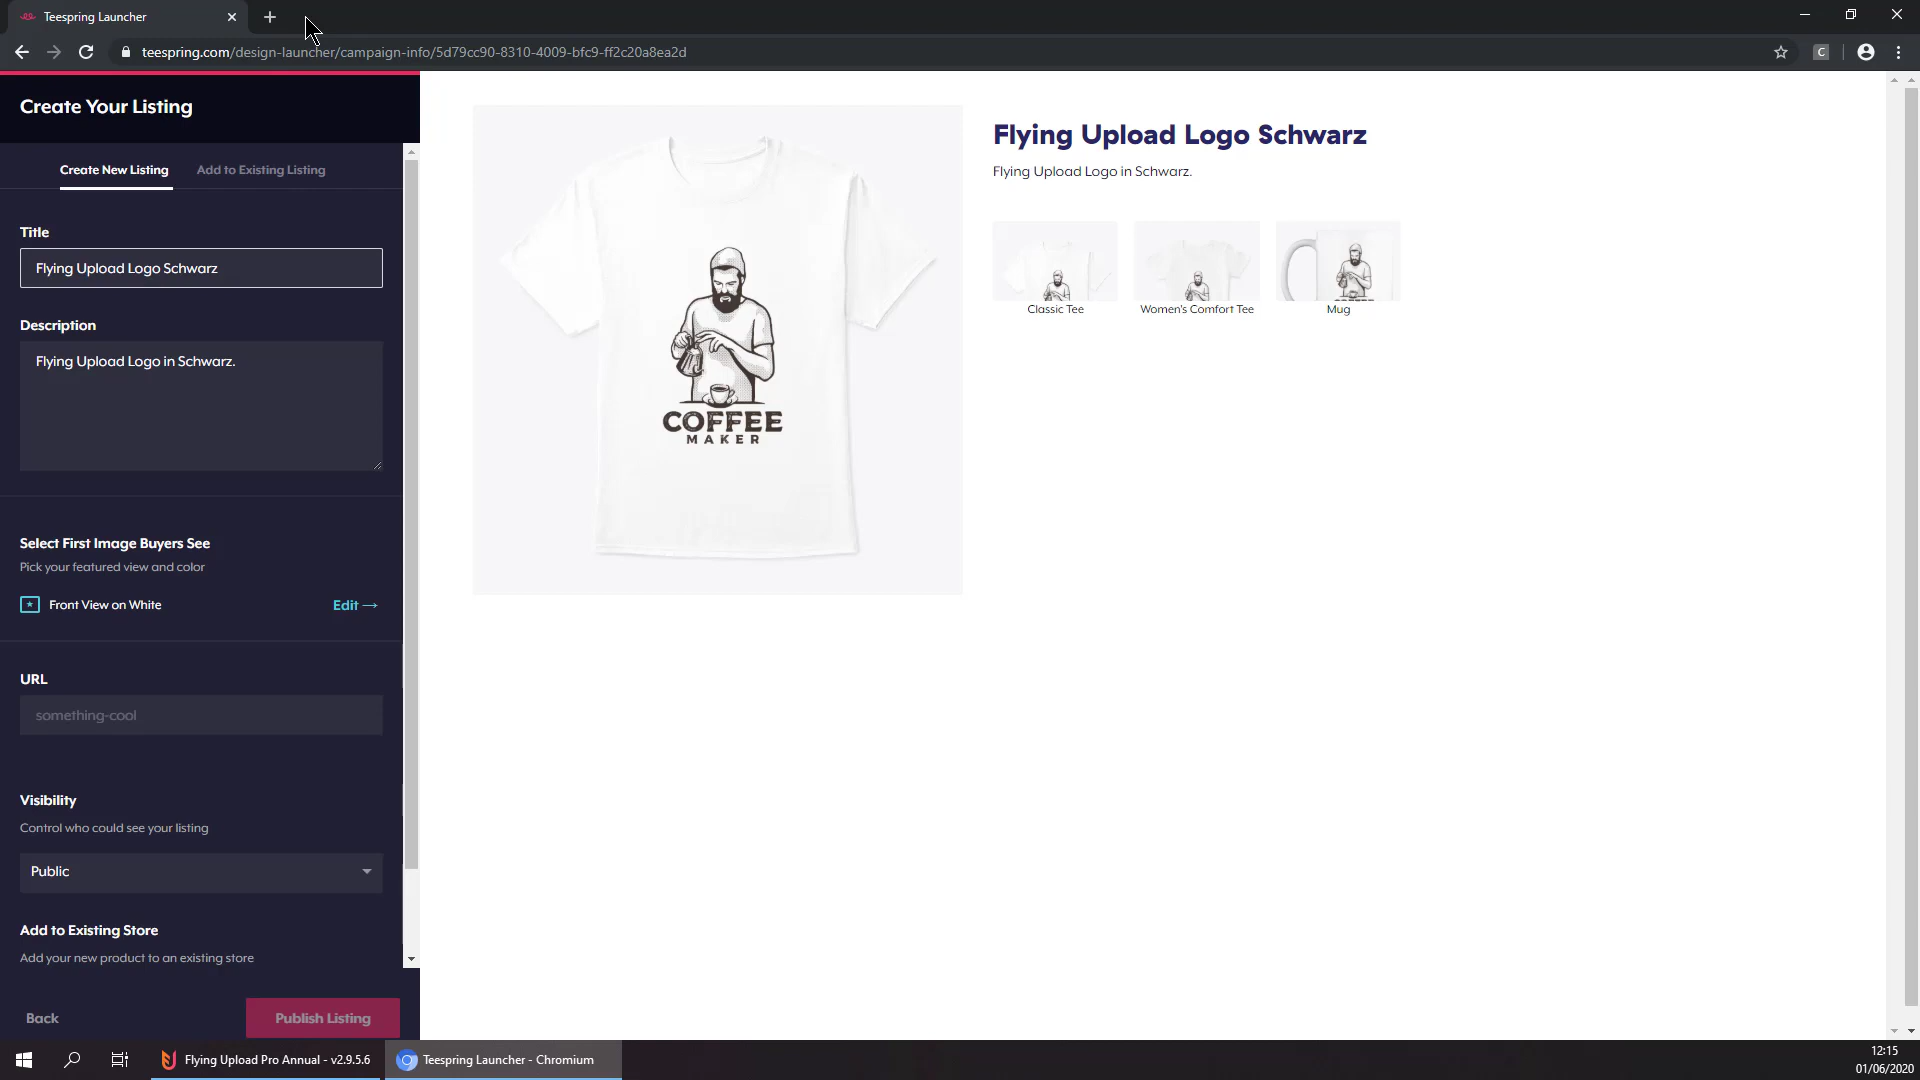 Teespring Launcher
teespring.com/design-launcher/campaign-info/5d79cc90-8310-4009-bfc9-ff2c20a8ea2d
C
Create Your Listing
Create New Listing
Add to Existing Listing
Title
Flying Upload Logo Schwarz
Description
Flying Upload Logo in Schwarz.
Select First Image Buyers See
Pick your featured view and color
Front View on White
Edit →
URL
something-cool
Visibility
Control who could see your listing
Public
Add to Existing Store
Add your new product to an existing store
Back
Publish Listing
COFFEE
MAKER
Flying Upload Logo Schwarz
Flying Upload Logo in Schwarz.
Classic Tee
Women's Comfort Tee
Mug
Flying Upload Pro Annual - v2.9.5.6
Teespring Launcher - Chromium
12:15
01/06/2020